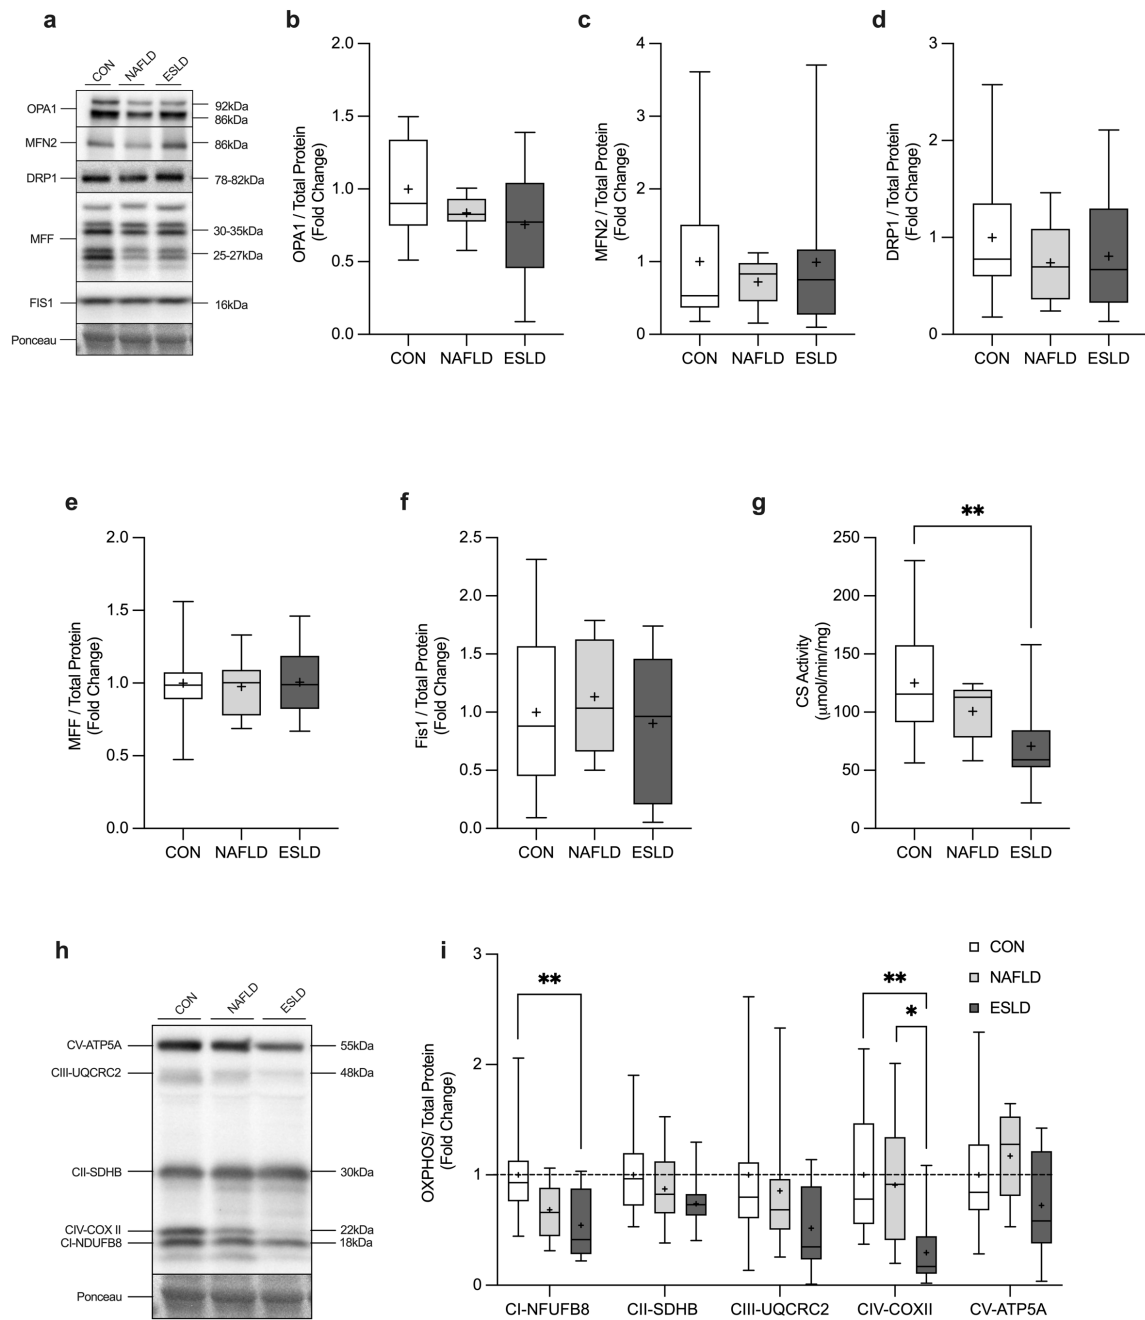 a
CON NAFLD ESLD
OPA1
92kDa
86kDa
MFN2
86kDa
DRP1
78-82kDa
MFF
30-35kDa
25-27kDa
FIS1
16kDa
Ponceau
b
OPA1 / Total Protein
(Fold Change)
2.0
1.5
1.0
0.5
0.0
CON NAFLD ESLD
c
MFN2 / Total Protein
(Fold Change)
4
3
2
1
0
CON NAFLD ESLD
d
DRP1 / Total Protein
(Fold Change)
3
2
1
0
CON NAFLD ESLD
e
MFF / Total Protein
(Fold Change)
2.0
1.5
1.0
0.5
0.0
CON NAFLD ESLD
f
Fis1 / Total Protein
(Fold Change)
2.5
2.0
1.5
1.0
0.5
0.0
CON NAFLD ESLD
g
**
CS Activity
(μmol/min/mg)
250
200
150
100
50
0
CON NAFLD ESLD
h
CON NAFLD ESLD
CV-ATP5A
55kDa
CIII-UQCRC2
48kDa
CII-SDHB
30kDa
CIV-COX II
22kDa
CI-NDUFB8
18kDa
Ponceau
i
OXPHOS/ Total Protein
(Fold Change)
3
2
1
0
**
**
*
CON
NAFLD
ESLD
CI-NFUFB8 CII-SDHB CIII-UQCRC2 CIV-COXII CV-ATP5A